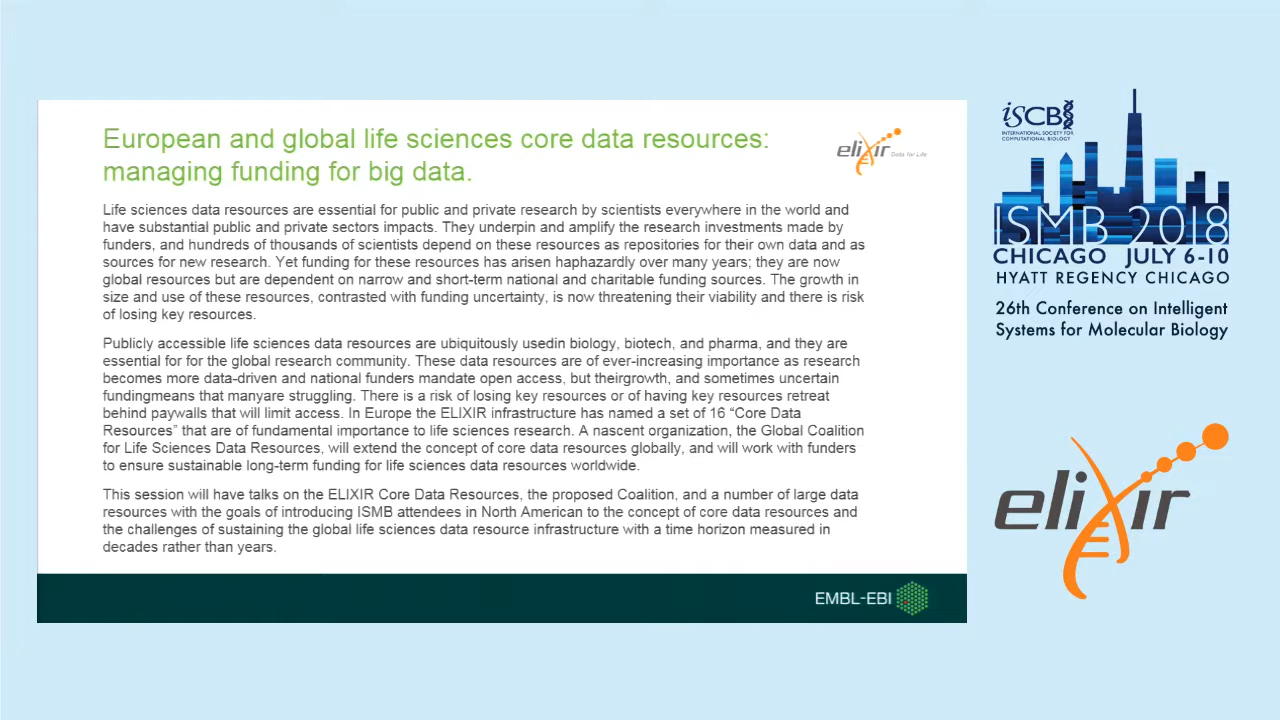 European and global life sciences core data resources:
managing funding for big data.
elixir Data for Life
Life sciences data resources are essential for public and private research by scientists everywhere in the world and
have substantial public and private sectors impacts. They underpin and amplify the research investments made by
funders, and hundreds of thousands of scientists depend on these resources as repositories for their own data and as
sources for new research. Yet funding for these resources has arisen haphazardly over many years; they are now
global resources but are dependent on narrow and short-term national and charitable funding sources. The growth in
size and use of these resources, contrasted with funding uncertainty, is now threatening their viability and there is risk
of losing key resources.
Publicly accessible life sciences data resources are ubiquitously usedin biology, biotech, and pharma, and they are
essential for for the global research community. These data resources are of ever-increasing importance as research
becomes more data-driven and national funders mandate open access, but theirgrowth, and sometimes uncertain
fundingmeans that manyare struggling. There is a risk of losing key resources or of having key resources retreat
behind paywalls that will limit access. In Europe the ELIXIR infrastructure has named a set of 16 “Core Data
Resources” that are of fundamental importance to life sciences research. A nascent organization, the Global Coalition
for Life Sciences Data Resources, will extend the concept of core data resources globally, and will work with funders
to ensure sustainable long-term funding for life sciences data resources worldwide.
This session will have talks on the ELIXIR Core Data Resources, the proposed Coalition, and a number of large data
resources with the goals of introducing ISMB attendees in North American to the concept of core data resources and
the challenges of sustaining the global life sciences data resource infrastructure with a time horizon measured in
decades rather than years.
EMBL-EBI
ISCB
INTERNATIONAL SOCIETY FOR
COMPUTATIONAL BIOLOGY
ISMB 2018
CHICAGO JULY 6-10
HYATT REGENCY CHICAGO
26th Conference on Intelligent
Systems for Molecular Biology
elixir